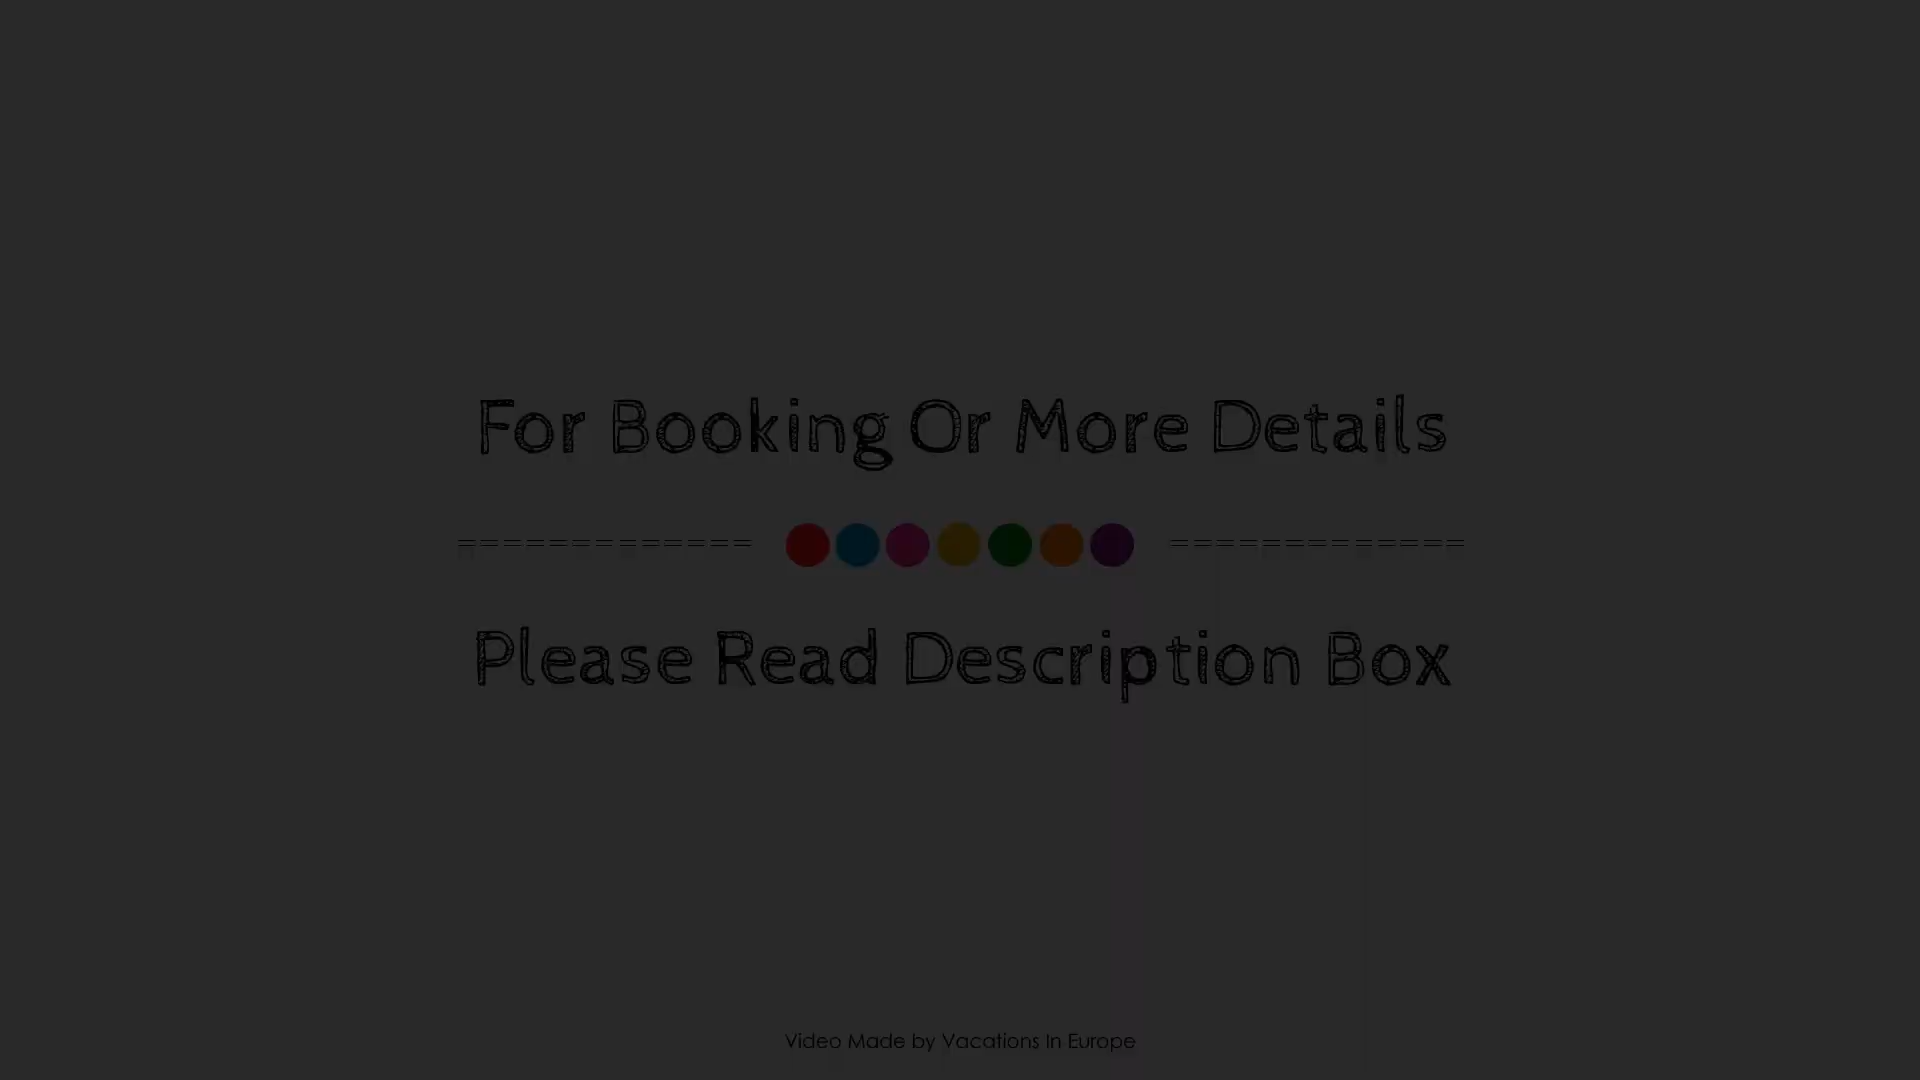 For Booking Or More Details
============= =============
Please Read Description Box
Video Made by Vacations In Europe